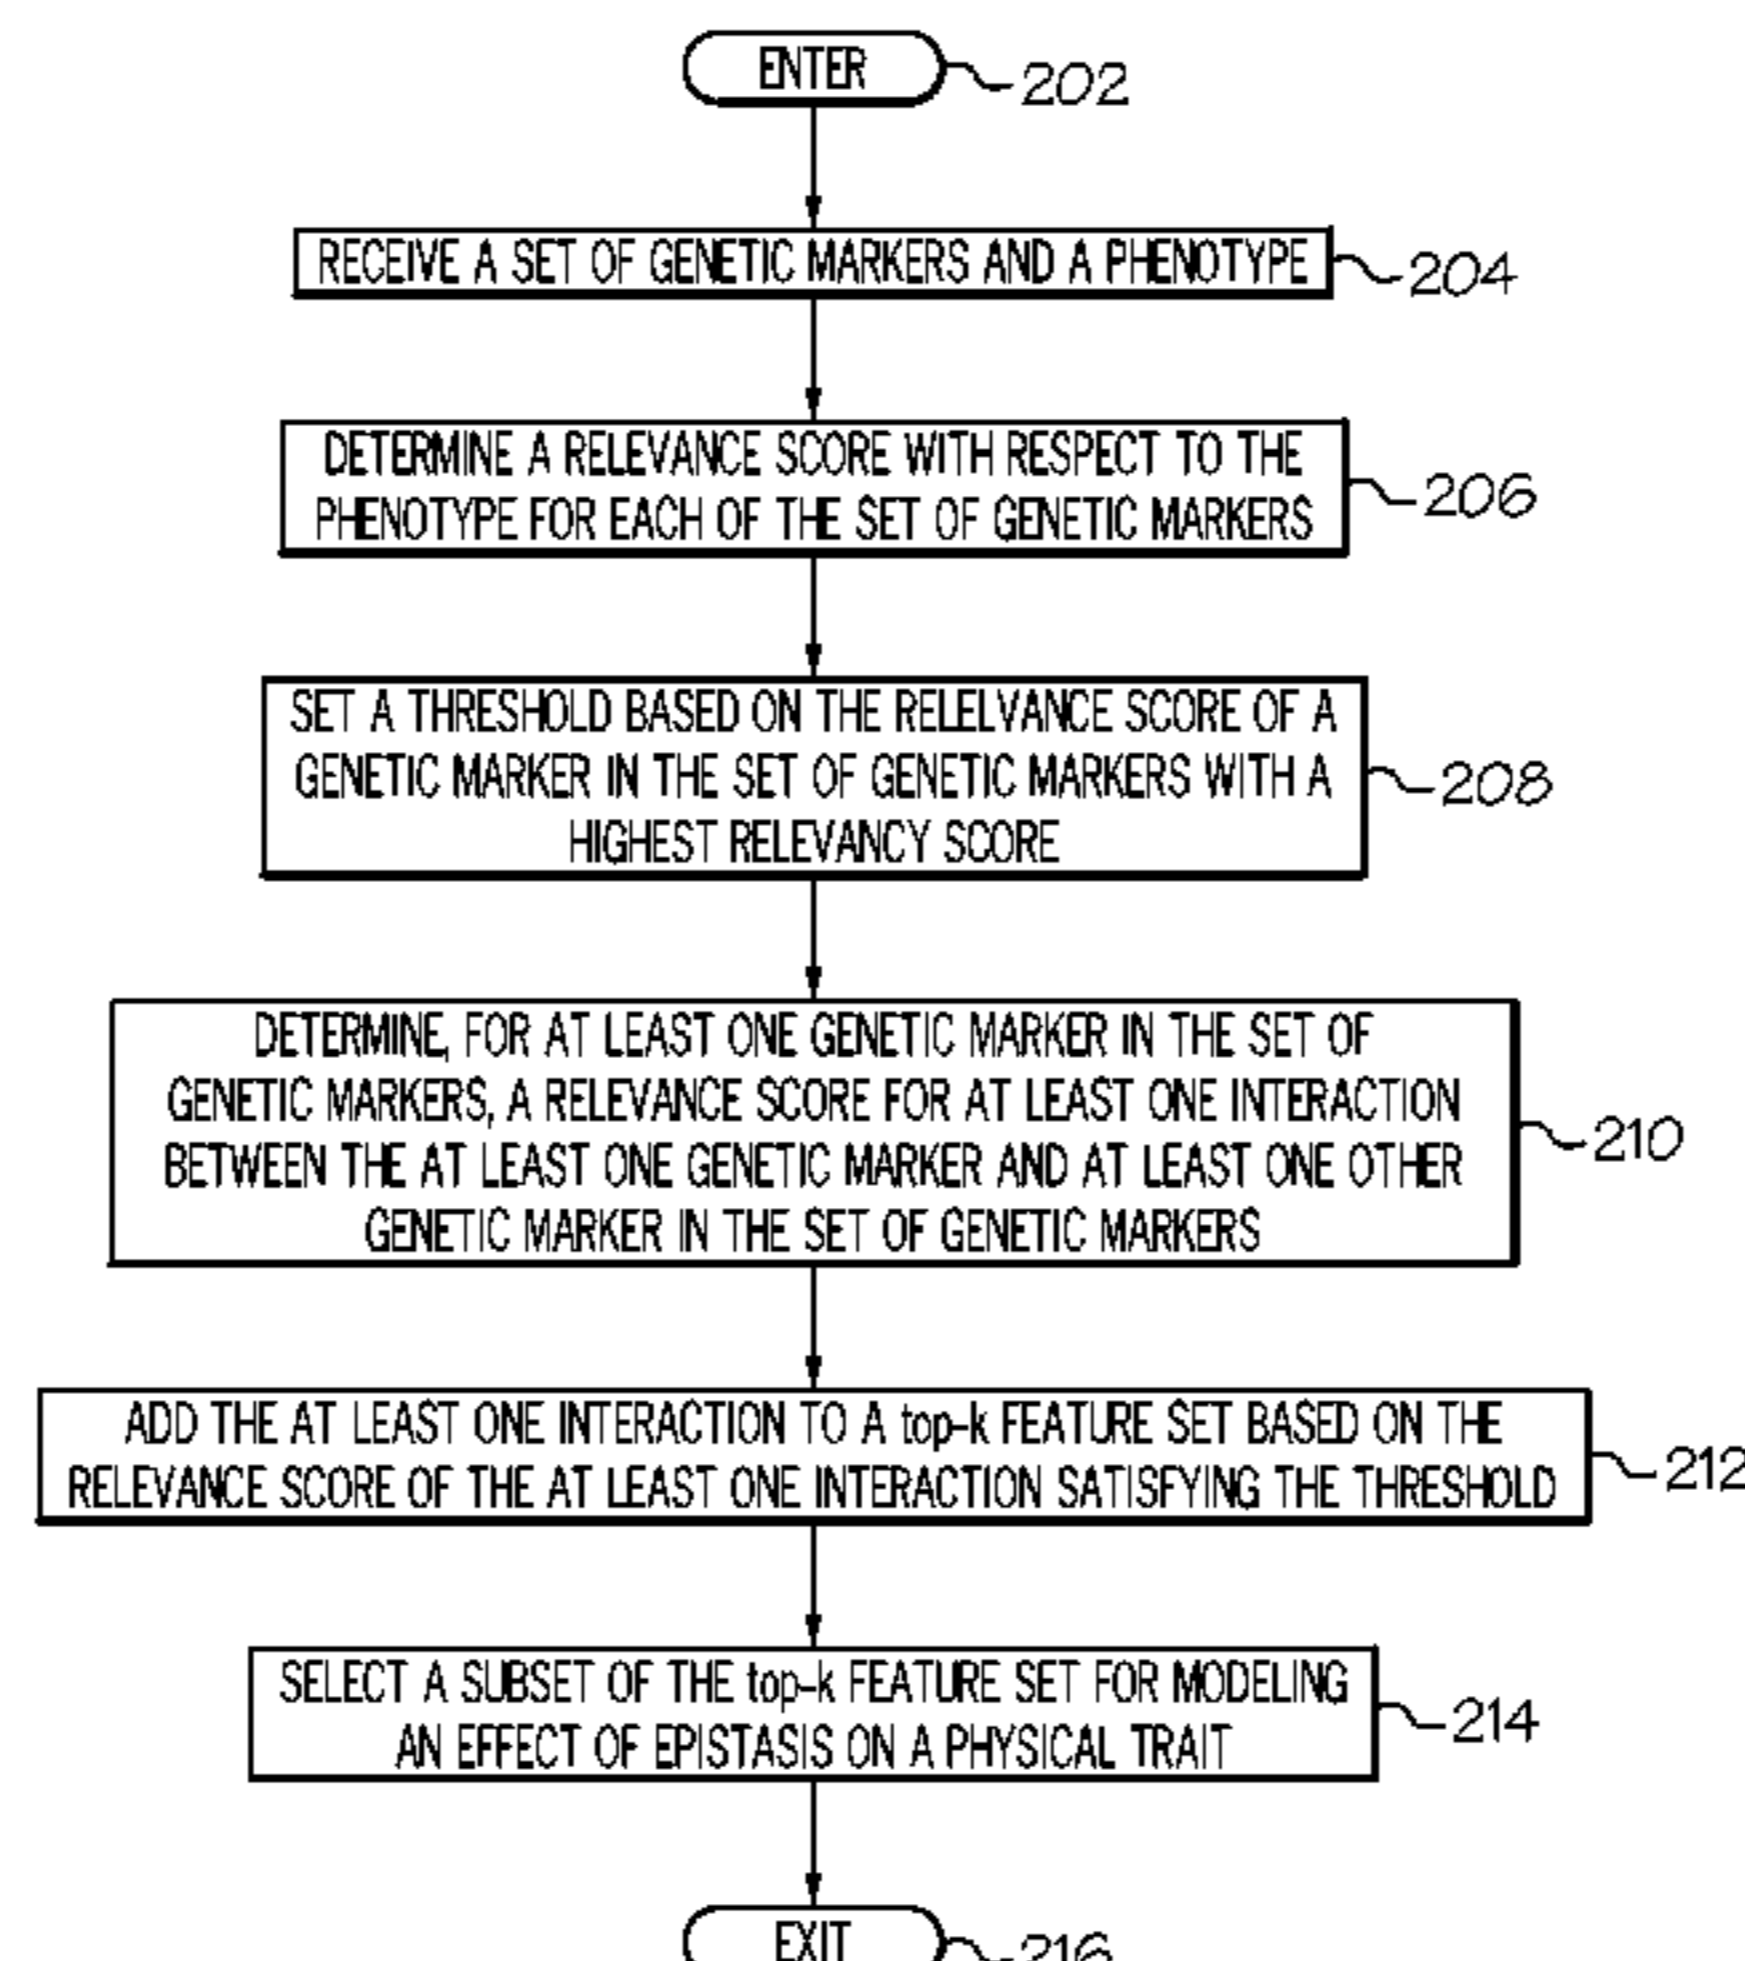 ENTER
202
RECEIVE A SET OF GENETIC MARKERS AND A PHENOTYPE
204
DETERMINE A RELEVANCE SCORE WITH RESPECT TO THE
PHENOTYPE FOR EACH OF THE SET OF GENETIC MARKERS
206
SET A THRESHOLD BASED ON THE RELELVANCE SCORE OF A
GENETIC MARKER IN THE SET OF GENETIC MARKERS WITH A
HIGHEST RELEVANCY SCORE
208
DETERMINE, FOR AT LEAST ONE GENETIC MARKER IN THE SET OF
GENETIC MARKERS, A RELEVANCE SCORE FOR AT LEAST ONE INTERACTION
BETWEEN THE AT LEAST ONE GENETIC MARKER AND AT LEAST ONE OTHER
GENETIC MARKER IN THE SET OF GENETIC MARKERS
210
ADD THE AT LEAST ONE INTERACTION TO A top-k FEATURE SET BASED ON THE
RELEVANCE SCORE OF THE AT LEAST ONE INTERACTION SATISFYING THE THRESHOLD
212
SELECT A SUBSET OF THE top-k FEATURE SET FOR MODELING
AN EFFECT OF EPISTASIS ON A PHYSICAL TRAIT
214
EXIT
216